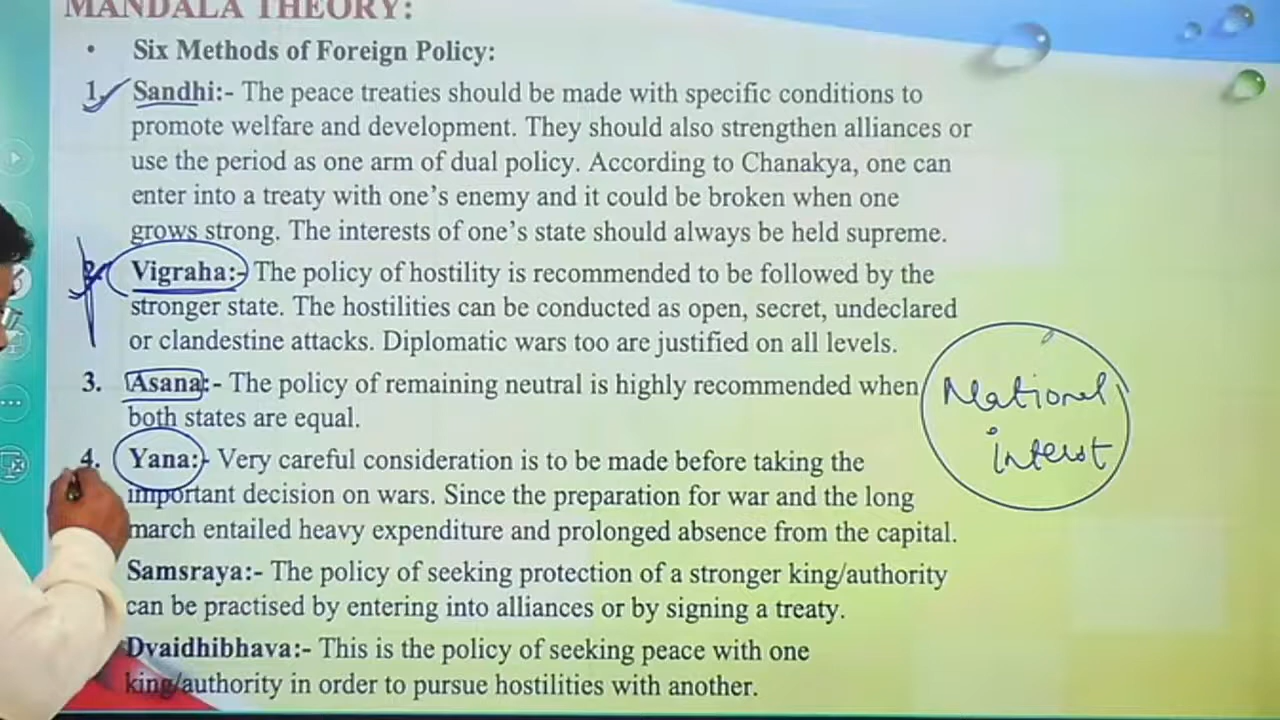 MANDALA THEORY:
• Six Methods of Foreign Policy:
1. Sandhi:- The peace treaties should be made with specific conditions to
promote welfare and development. They should also strengthen alliances or
use the period as one arm of dual policy. According to Chanakya, one can
enter into a treaty with one's enemy and it could be broken when one
grows strong. The interests of one's state should always be held supreme.
2. Vigraha:- The policy of hostility is recommended to be followed by the
stronger state. The hostilities can be conducted as open, secret, undeclared
or clandestine attacks. Diplomatic wars too are justified on all levels.
3. Asana:- The policy of remaining neutral is highly recommended when
both states are equal.
National
interest
4. Yana:- Very careful consideration is to be made before taking the
important decision on wars. Since the preparation for war and the long
march entailed heavy expenditure and prolonged absence from the capital.
Samsraya:- The policy of seeking protection of a stronger king/authority
can be practised by entering into alliances or by signing a treaty.
Dvaidhibhava:- This is the policy of seeking peace with one
king/authority in order to pursue hostilities with another.